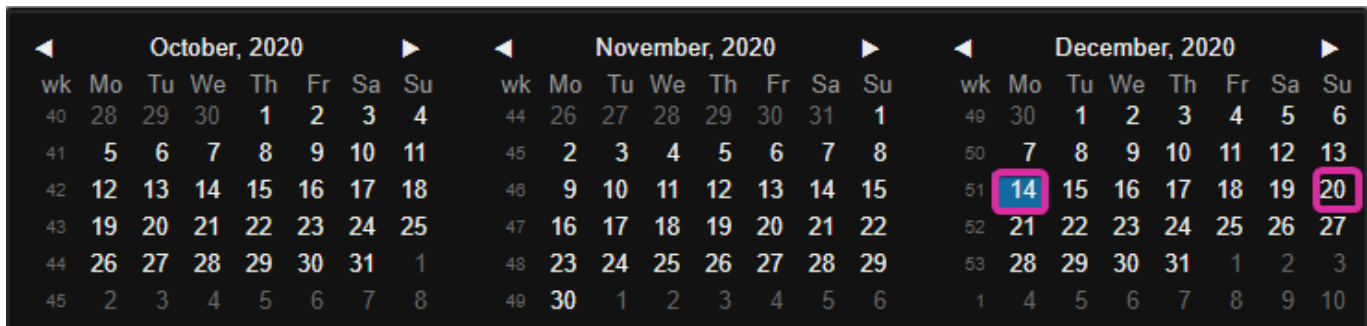 ◀ October, 2020 ▶
wk Mo Tu We Th Fr Sa Su
40 28 29 30 1 2 3 4
41 5 6 7 8 9 10 11
42 12 13 14 15 16 17 18
43 19 20 21 22 23 24 25
44 26 27 28 29 30 31 1
45 2 3 4 5 6 7 8
◀ November, 2020 ▶
wk Mo Tu We Th Fr Sa Su
44 26 27 28 29 30 31 1
45 2 3 4 5 6 7 8
46 9 10 11 12 13 14 15
47 16 17 18 19 20 21 22
48 23 24 25 26 27 28 29
49 30 1 2 3 4 5 6
◀ December, 2020 ▶
wk Mo Tu We Th Fr Sa Su
49 30 1 2 3 4 5 6
50 7 8 9 10 11 12 13
51 14 15 16 17 18 19 20
52 21 22 23 24 25 26 27
53 28 29 30 31 1 2 3
1 4 5 6 7 8 9 10